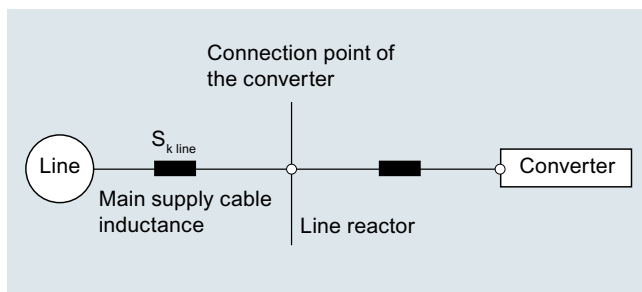 Connection point of
the converter
S k line
Line
Converter
Main supply cable
inductance
Line reactor